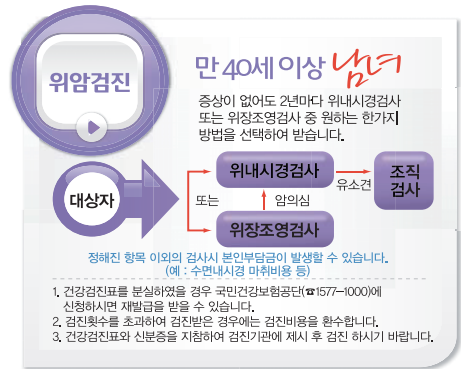 위암검진
만 40세 이상 남녀
증상이 없어도 2년마다 위내시경검사
또는 위장조영검사 중 원하는 한가지
방법을 선택하여 받습니다.
대상자
또는
위내시경검사
유소견
조직
검사
암의심
위장조영검사
정해진 항목 이외의 검사시 본인부담금이 발생할 수 있습니다.
(예 : 수면내시경 마취비용 등)
1. 건강검진표를 분실하였을 경우 국민건강보험공단(☎1577-1000)에
신청하시면 재발급을 받을 수 있습니다.
2. 검진횟수를 초과하여 검진받은 경우에는 검진비용을 환수합니다.
3. 건강검진표와 신분증을 지참하여 검진기관에 제시 후 검진 하시기 바랍니다.